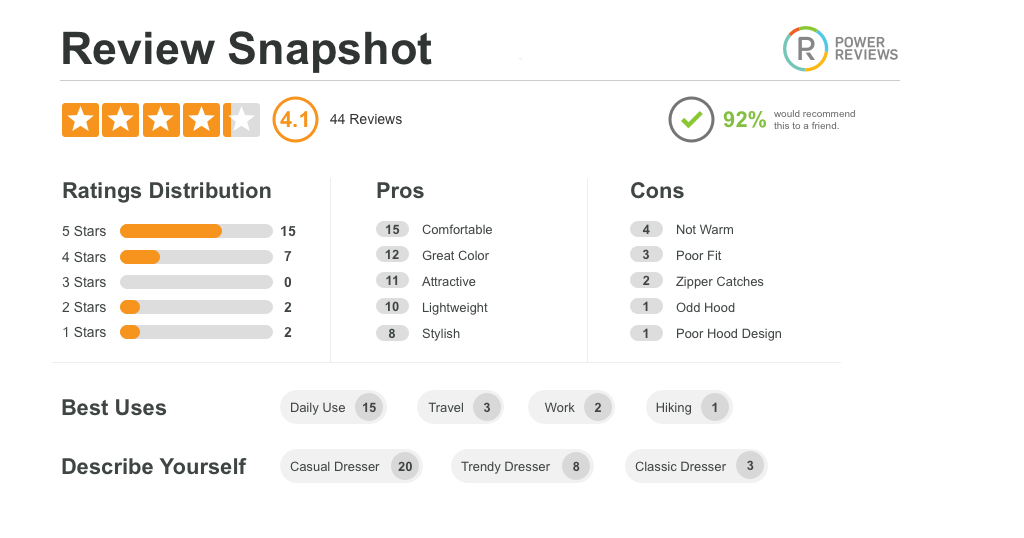 Review Snapshot
R POWER
REVIEWS
4.1 44 Reviews
92% would recommend
this to a friend.
Ratings Distribution
5 Stars 15
4 Stars 7
3 Stars 0
2 Stars 2
1 Stars 2
Pros
15 Comfortable
12 Great Color
11 Attractive
10 Lightweight
8 Stylish
Cons
4 Not Warm
3 Poor Fit
2 Zipper Catches
1 Odd Hood
1 Poor Hood Design
Best Uses
Daily Use 15 Travel 3 Work 2 Hiking 1
Describe Yourself
Casual Dresser 20 Trendy Dresser 8 Classic Dresser 3